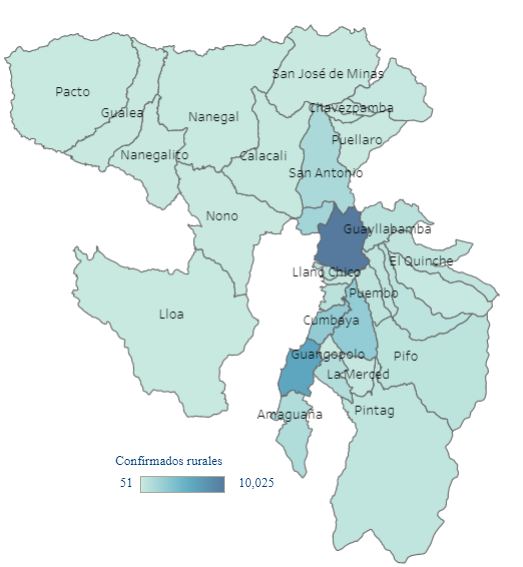 San José de Minas
Pacto
Gualea
Chavezpamba
Nanegal
Puellaro
Nanegalito
Calacali
San Antonio
Nono
Guayllabamba
El Quinche
Llano Chico
Puembo
Lloa
Cumbaya
Guangopolo
Pifo
La Merced
Amaguaña
Pintag
Confirmados rurales
51
10,025